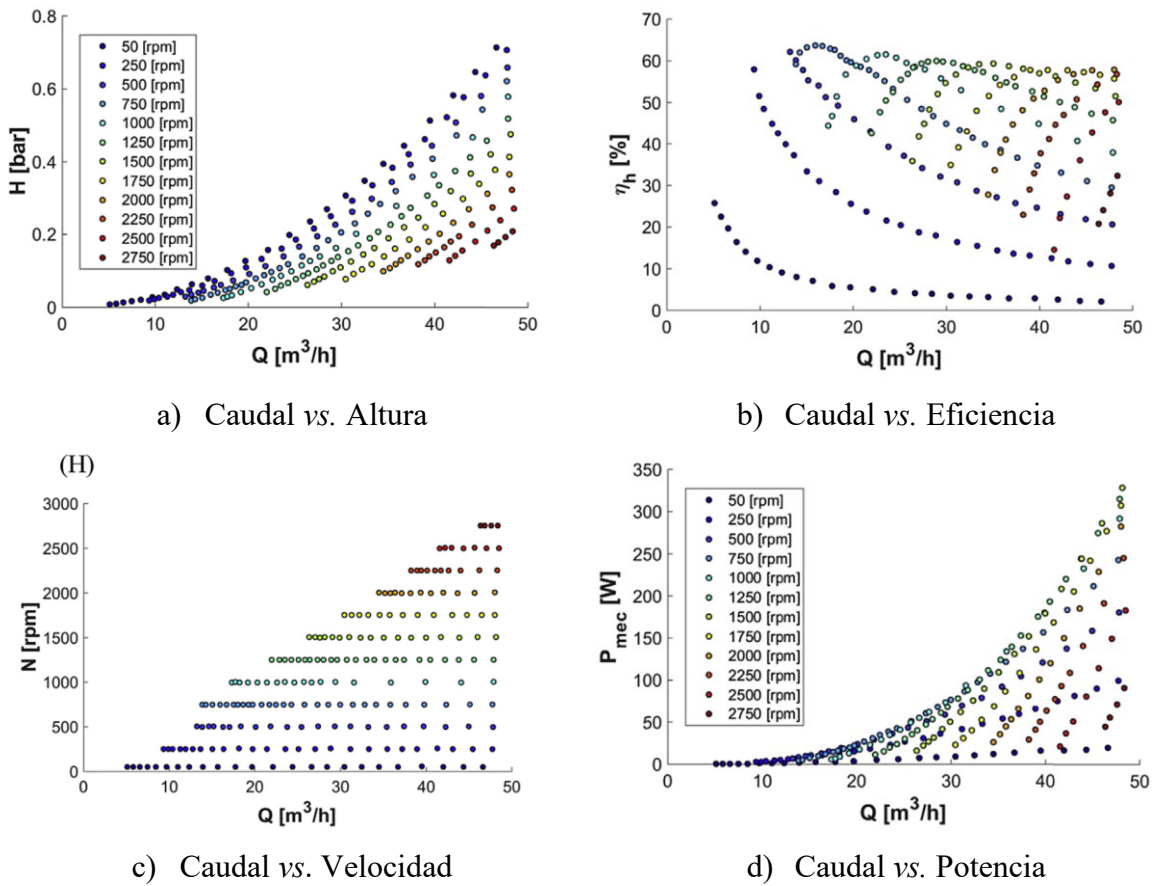 0.8
0.6
0.4
0.2
0
H [bar]
50 [rpm]
250 [rpm]
500 [rpm]
750 [rpm]
1000 [rpm]
1250 [rpm]
1500 [rpm]
1750 [rpm]
2000 [rpm]
2250 [rpm]
2500 [rpm]
2750 [rpm]
0 10 20 30 40 50
Q [m³/h]
a) Caudal vs. Altura
70
60
50
40
30
20
10
0
η_h [%]
0 10 20 30 40 50
Q [m³/h]
b) Caudal vs. Eficiencia
(H)
3000
2500
2000
1500
1000
500
0
N [rpm]
0 10 20 30 40 50
Q [m³/h]
c) Caudal vs. Velocidad
350
300
250
200
150
100
50
0
P_mec [W]
50 [rpm]
250 [rpm]
500 [rpm]
750 [rpm]
1000 [rpm]
1250 [rpm]
1500 [rpm]
1750 [rpm]
2000 [rpm]
2250 [rpm]
2500 [rpm]
2750 [rpm]
0 10 20 30 40 50
Q [m³/h]
d) Caudal vs. Potencia